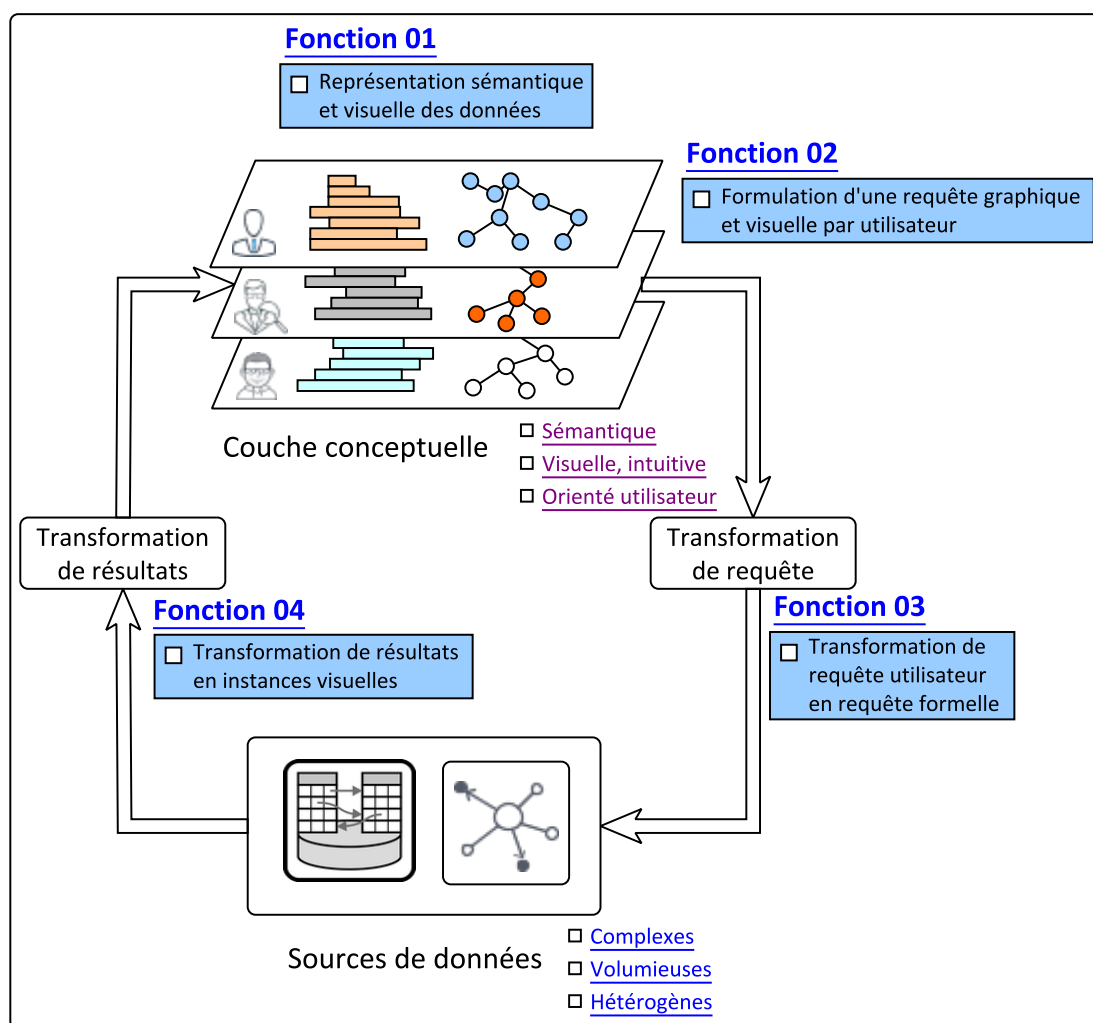 Fonction 01
Représentation sémantique
et visuelle des données
Fonction 02
Formulation d'une requête graphique
et visuelle par utilisateur
Couche conceptuelle
Sémantique
Visuelle, intuitive
Orienté utilisateur
Transformation
de résultats
Transformation
de requête
Fonction 04
Transformation de résultats
en instances visuelles
Fonction 03
Transformation de
requête utilisateur
en requête formelle
Sources de données
Complexes
Volumieuses
Hétérogènes